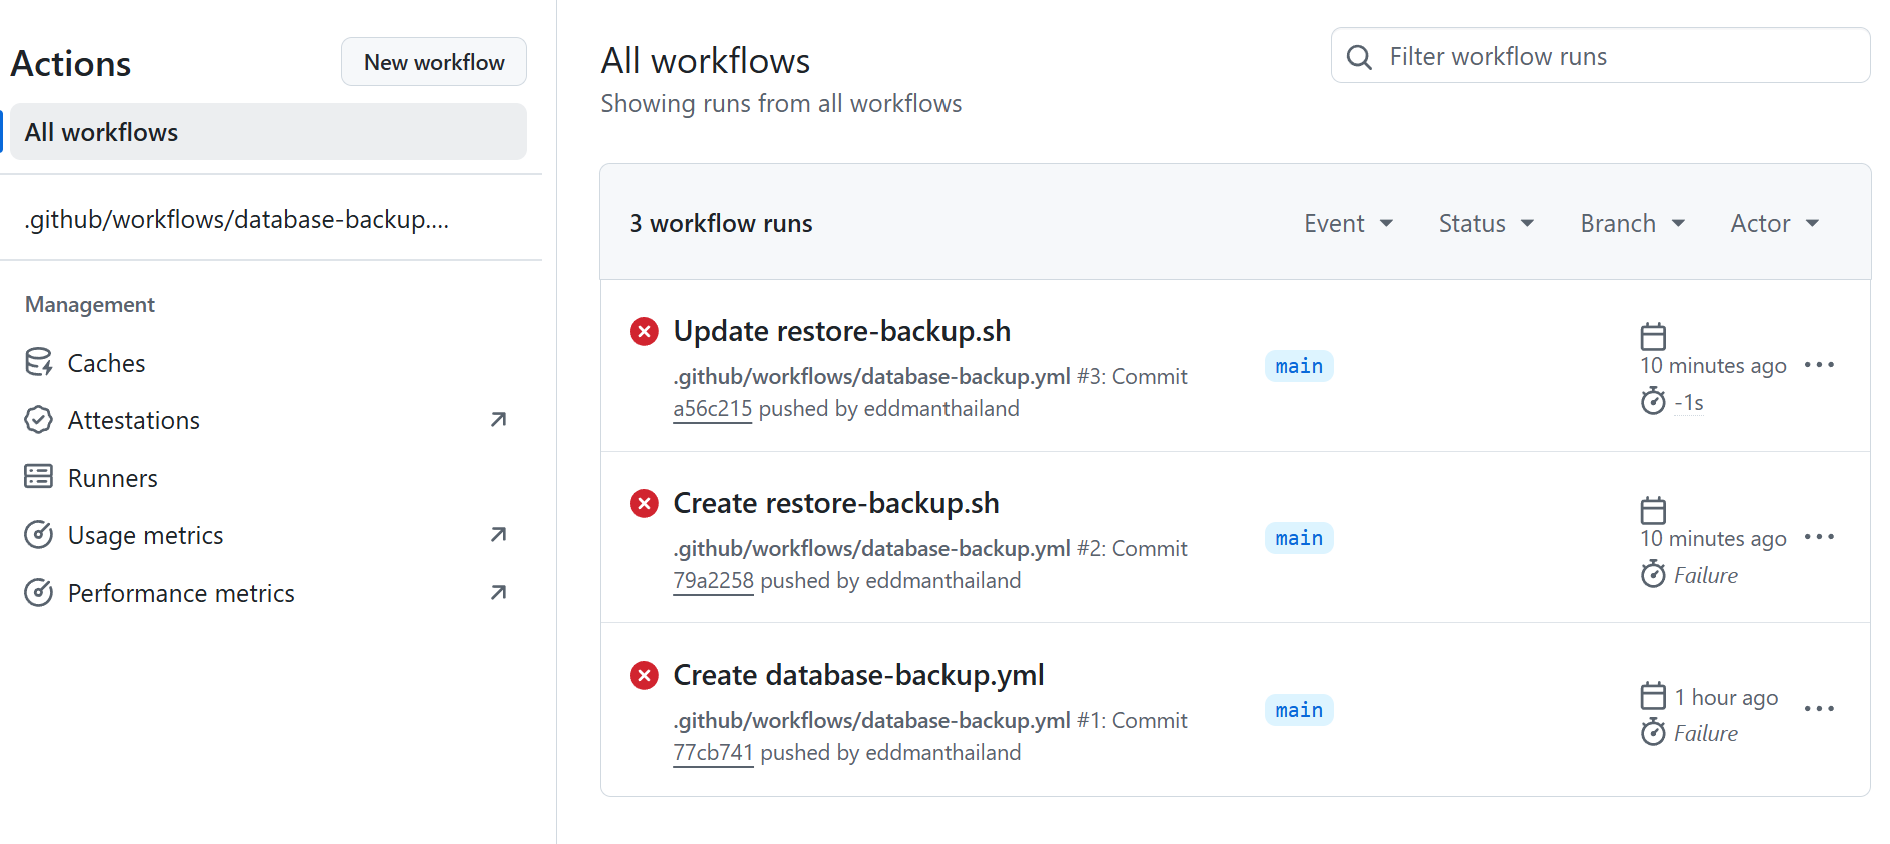 Actions
New workflow
All workflows
.github/workflows/database-backup....
Management
Caches
Attestations
Runners
Usage metrics
Performance metrics
All workflows
Showing runs from all workflows
Filter workflow runs
3 workflow runs
Event
Status
Branch
Actor
Update restore-backup.sh
.github/workflows/database-backup.yml #3: Commit
a56c215 pushed by eddmanthailand
main
10 minutes ago
-1s
Create restore-backup.sh
.github/workflows/database-backup.yml #2: Commit
79a2258 pushed by eddmanthailand
main
10 minutes ago
Failure
Create database-backup.yml
.github/workflows/database-backup.yml #1: Commit
77cb741 pushed by eddmanthailand
main
1 hour ago
Failure